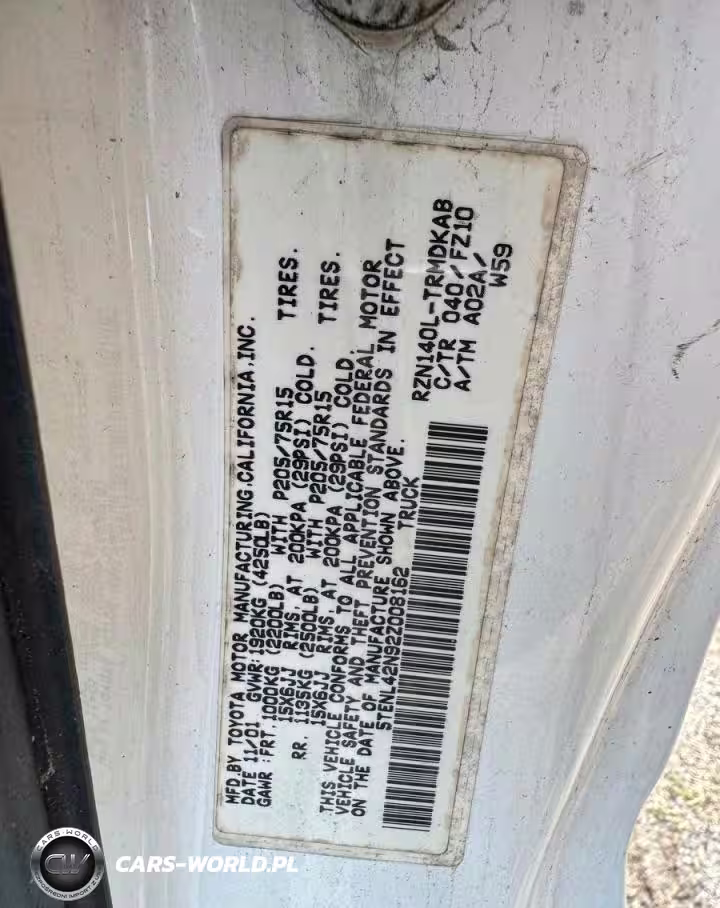 MFD.BY TOYOTA MOTOR MANUFACTURING.CALIFORNIA,INC.
DATE 11/01 GVWR:1920KG (4250LB)
GAWR:FRT.1000KG (2200LB) WITH P205/75R15 TIRES.
15X6JJ RIMS, AT 200KPA (29PSI) COLD.
RR. 1135KG (2500LB) WITH P205/75R15 TIRES.
15X6JJ RIMS, AT 200KPA (29PSI) COLD.
THIS VEHICLE CONFORMS TO ALL APPLICABLE FEDERAL MOTOR
VEHICLE SAFETY AND THEFT PREVENTION STANDARDS IN EFFECT
ON THE DATE OF MANUFACTURE SHOWN ABOVE.
5TENL42N92Z008162 TRUCK
RZN140L-TRMDKAB
C/TR 040/FZ10
A/TM A02A/
W59
CARS-WORLD
CW
CARS-WORLD.PL